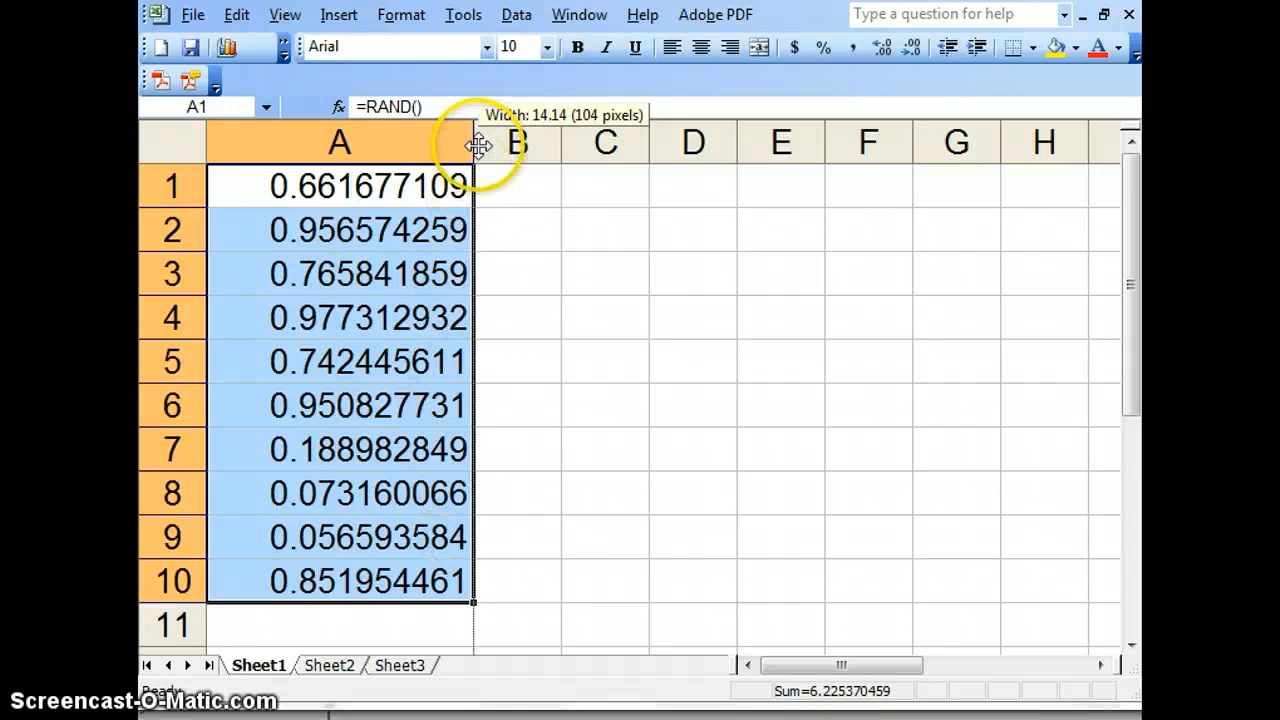 File Edit View Insert Format Tools Data Window Help Adobe PDF Type a question for help
Arial 10 B I U $ % ,
A1 fx =RAND()
Width: 14.14 (104 pixels)
A B C D E F G H
1 0.661677109
2 0.956574259
3 0.765841859
4 0.977312932
5 0.742445611
6 0.950827731
7 0.188982849
8 0.073160066
9 0.056593584
10 0.851954461
11
Sheet1 Sheet2 Sheet3
Ready Sum=6.225370459
Screencast-O-Matic.com